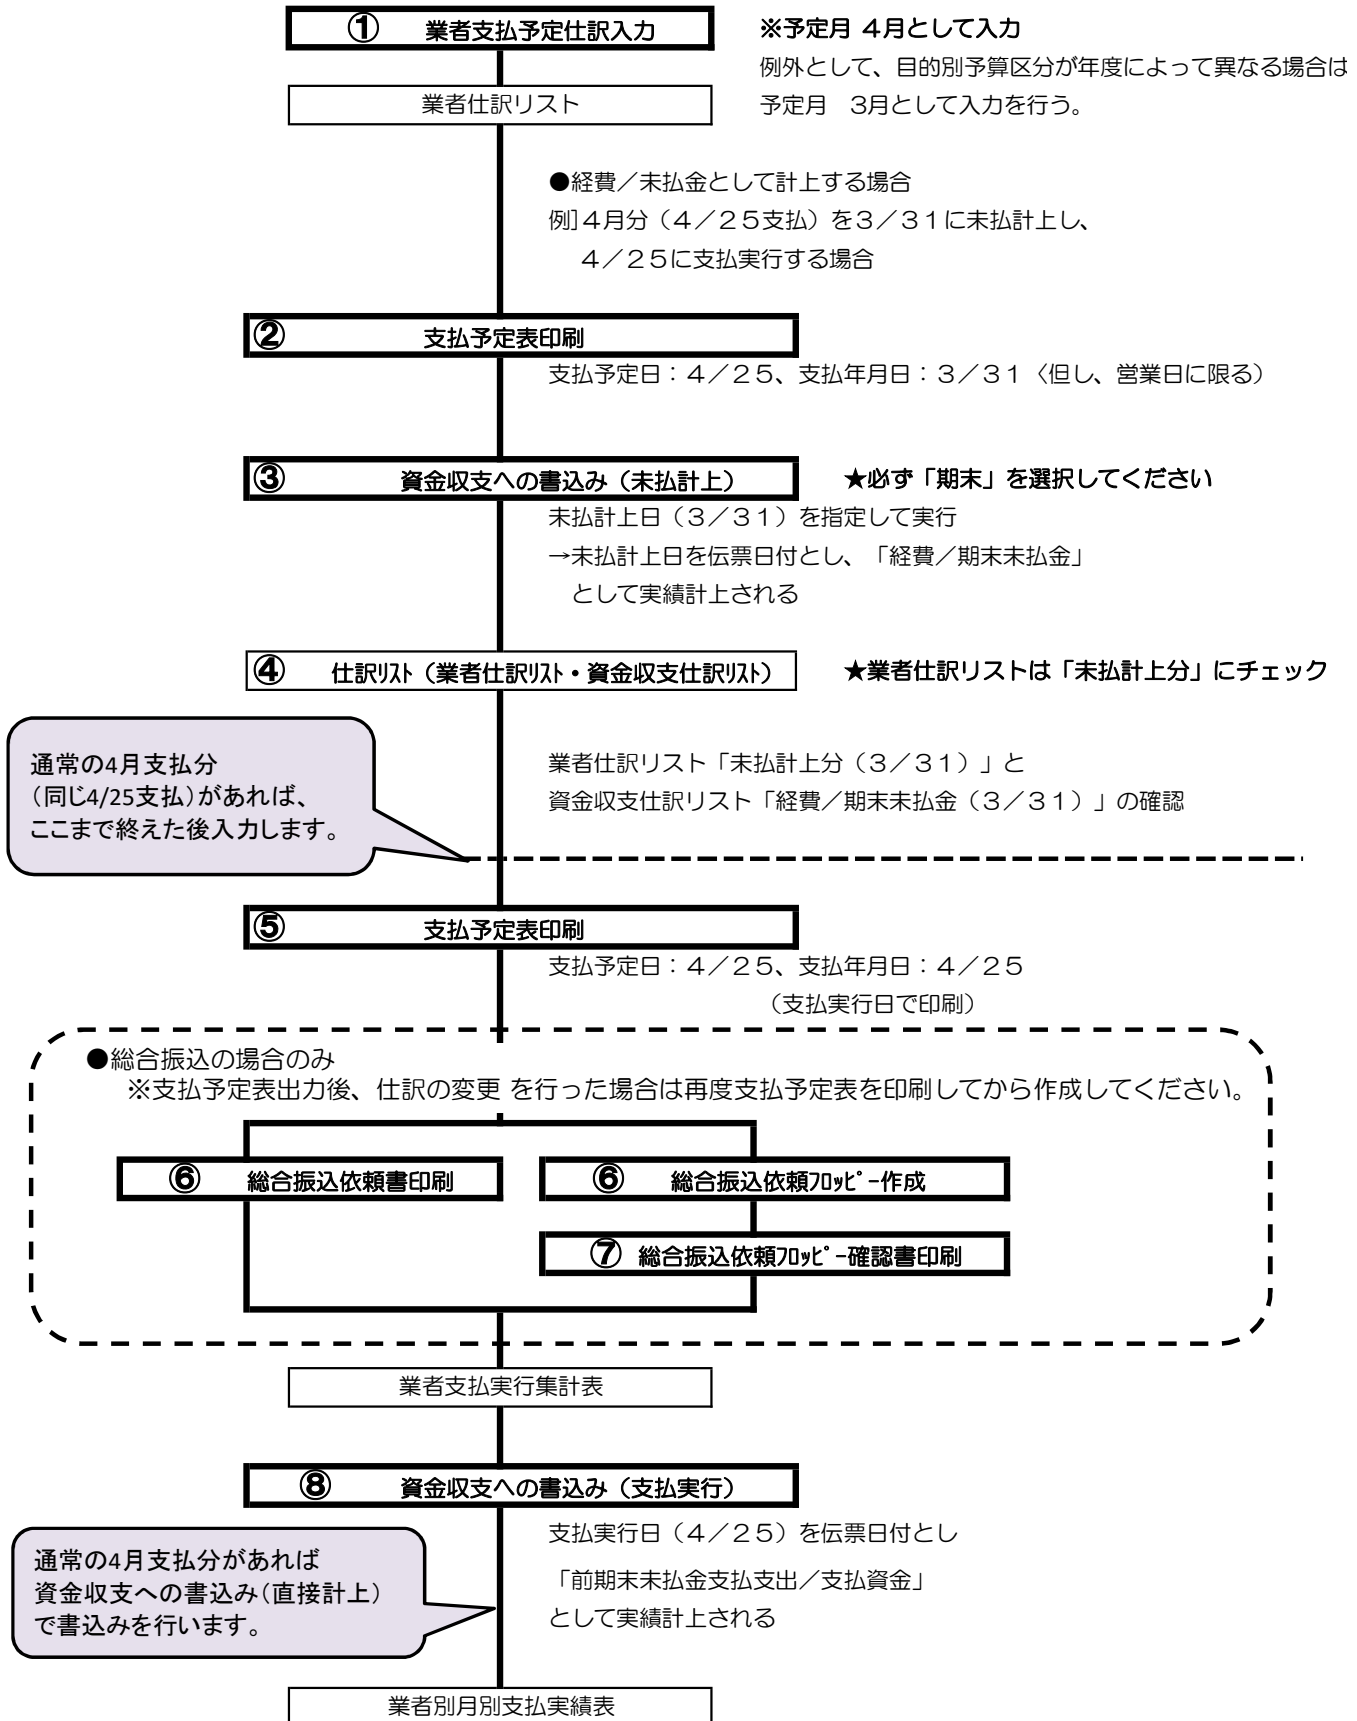 ① 業者支払予定仕訳入力
※予定月 4月として入力
例外として、目的別予算区分が年度によって異なる場合は
予定月 3月として入力を行う。
業者仕訳リスト
●経費／未払金として計上する場合
例]４月分（４／２５支払）を３／３１に未払計上し、
４／２５に支払実行する場合
② 支払予定表印刷
支払予定日：４／２５、支払年月日：３／３１〈但し、営業日に限る）
③ 資金収支への書込み（未払計上）
★必ず「期末」を選択してください
未払計上日（３／３１）を指定して実行
→未払計上日を伝票日付とし、「経費／期末未払金」
として実績計上される
④ 仕訳ﾘｽﾄ（業者仕訳ﾘｽﾄ・資金収支仕訳ﾘｽﾄ）
★業者仕訳リストは「未払計上分」にチェック
通常の4月支払分
（同じ4/25支払）があれば、
ここまで終えた後入力します。
業者仕訳リスト「未払計上分（３／３１）」と
資金収支仕訳リスト「経費／期末未払金（３／３１）」の確認
⑤ 支払予定表印刷
支払予定日：４／２５、支払年月日：４／２５
（支払実行日で印刷）
●総合振込の場合のみ
※支払予定表出力後、仕訳の変更 を行った場合は再度支払予定表を印刷してから作成してください。
⑥ 総合振込依頼書印刷
⑥ 総合振込依頼ﾌﾛｯﾋﾟｰ作成
⑦ 総合振込依頼ﾌﾛｯﾋﾟｰ確認書印刷
業者支払実行集計表
⑧ 資金収支への書込み（支払実行）
支払実行日（４／２５）を伝票日付とし
「前期末未払金支払支出／支払資金」
として実績計上される
通常の4月支払分があれば
資金収支への書込み（直接計上）
で書込みを行います。
業者別月別支払実績表